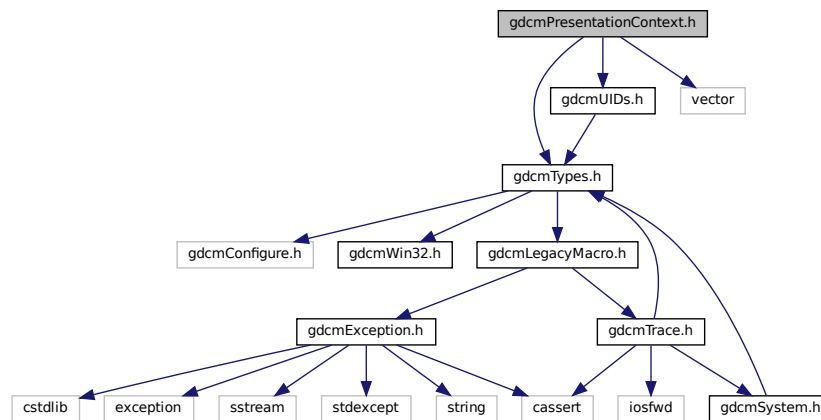 gdcmPresentationContext.h
gdcmUIDs.h
vector
gdcmTypes.h
gdcmConfigure.h
gdcmWin32.h
gdcmLegacyMacro.h
gdcmException.h
gdcmTrace.h
cstdlib
exception
sstream
stdexcept
string
cassert
iosfwd
gdcmSystem.h